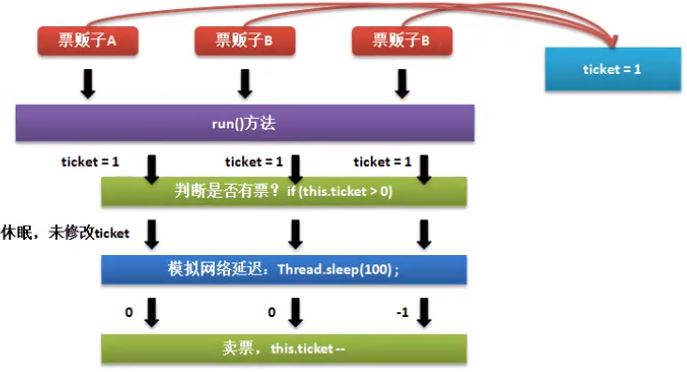 票贩子A
票贩子B
票贩子B
ticket = 1
run()方法
ticket = 1
ticket = 1
ticket = 1
判断是否有票？if (this.ticket > 0)
休眠，未修改ticket
模拟网络延迟：Thread.sleep(100) ;
0
0
-1
卖票，this.ticket --